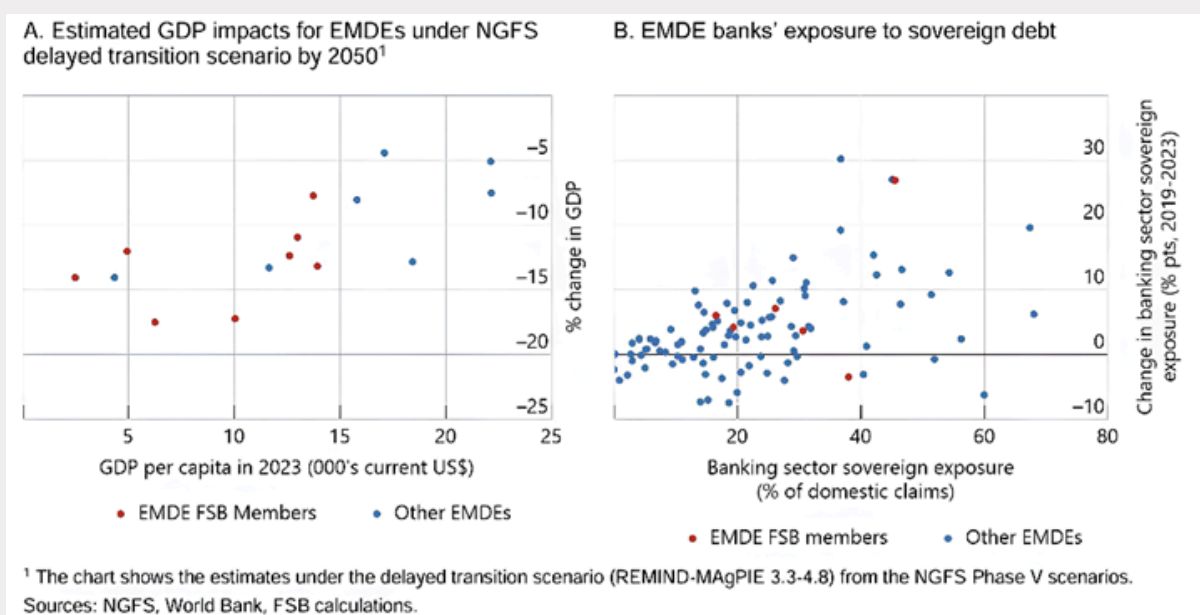 A. Estimated GDP impacts for EMDEs under NGFS
delayed transition scenario by 2050¹
−5
−10
−15
−20
−25
% change in GDP
5 10 15 20 25
GDP per capita in 2023 (000's current US$)
EMDE FSB Members Other EMDEs
B. EMDE banks' exposure to sovereign debt
30
20
10
0
−10
Change in banking sector sovereign
exposure (% pts, 2019-2023)
20 40 60 80
Banking sector sovereign exposure
(% of domestic claims)
EMDE FSB members Other EMDEs
¹ The chart shows the estimates under the delayed transition scenario (REMIND-MAgPIE 3.3-4.8) from the NGFS Phase V scenarios.
Sources: NGFS, World Bank, FSB calculations.